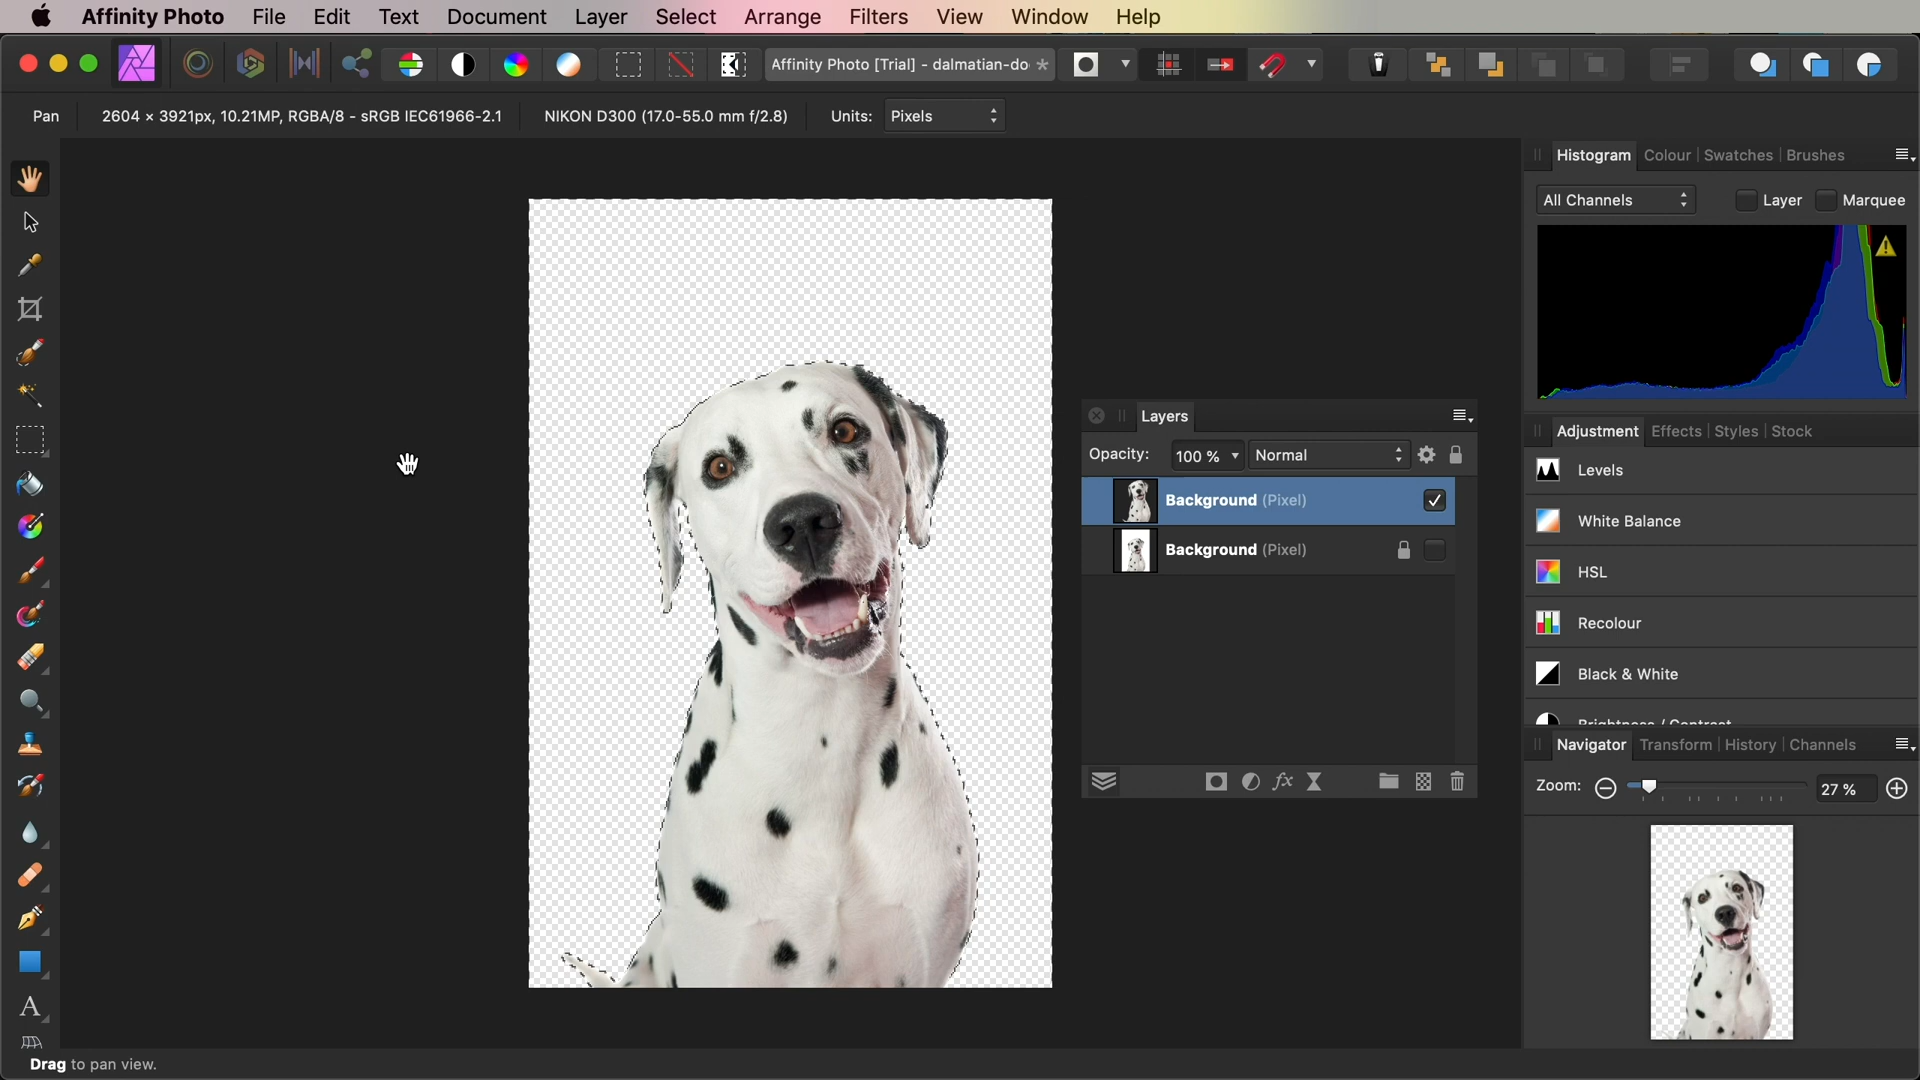 Affinity Photo File Edit Text Document Layer Select Arrange Filters View Window Help
Affinity Photo [Trial] - dalmatian-do *
Pan 2604 × 3921px, 10.21MP, RGBA/8 - sRGB IEC61966-2.1 NIKON D300 (17.0-55.0 mm f/2.8) Units: Pixels
Histogram Colour Swatches Brushes
All Channels Layer Marquee
Layers
Opacity: 100 % Normal
Background (Pixel)
Background (Pixel)
fx
Adjustment Effects Styles Stock
Levels
White Balance
HSL
Recolour
Black & White
Brightness / Contrast
Navigator Transform History Channels
Zoom: 27 %
A
Drag to pan view.